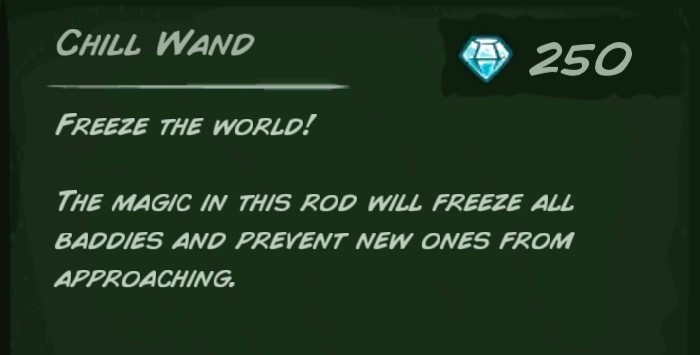 Chill Wand
250
Freeze the world!
The magic in this rod will freeze all
baddies and prevent new ones from
approaching.